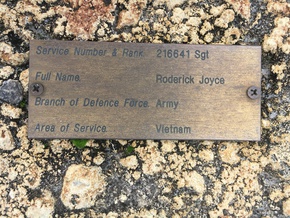 Service Number & Rank. 216641 Sgt
Full Name. Roderick Joyce
Branch of Defence Force. Army
Area of Service. Vietnam